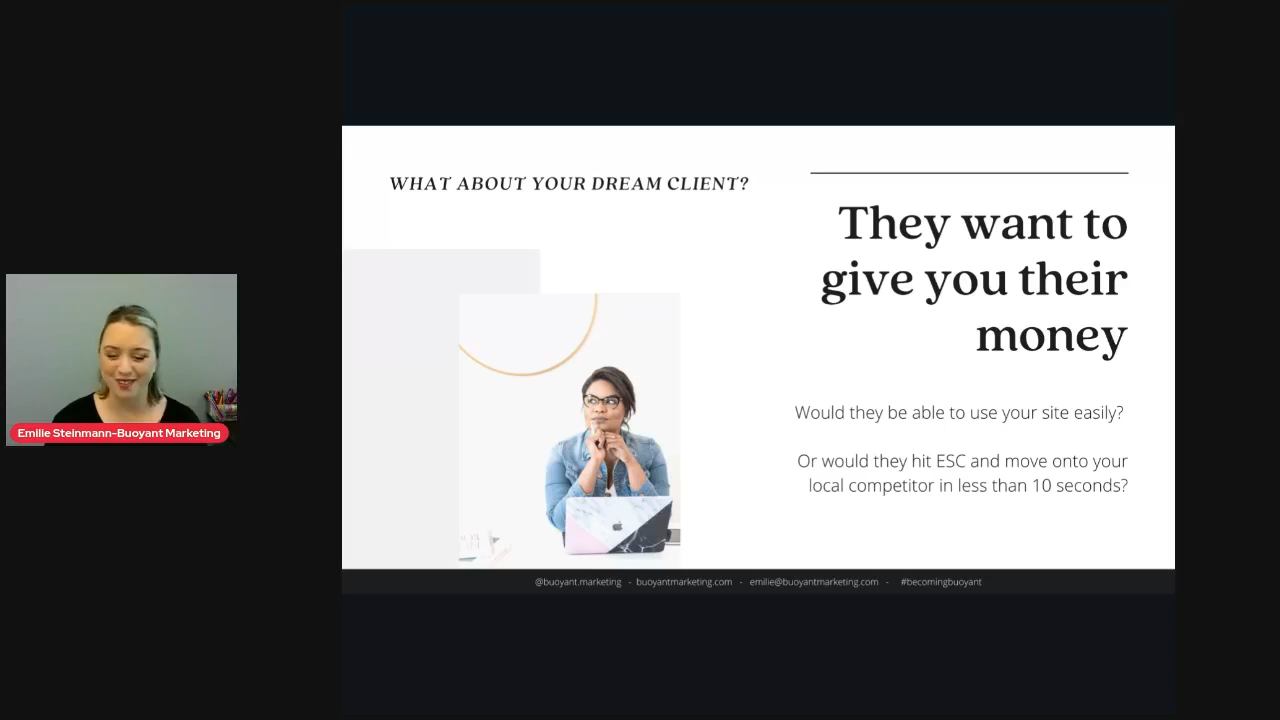 WHAT ABOUT YOUR DREAM CLIENT?
They want to
give you their
money
Would they be able to use your site easily?
Or would they hit ESC and move onto your
local competitor in less than 10 seconds?
Emilie Steinmann-Buoyant Marketing
@buoyant.marketing - buoyantmarketing.com - emilie@buoyantmarketing.com - #becomingbuoyant